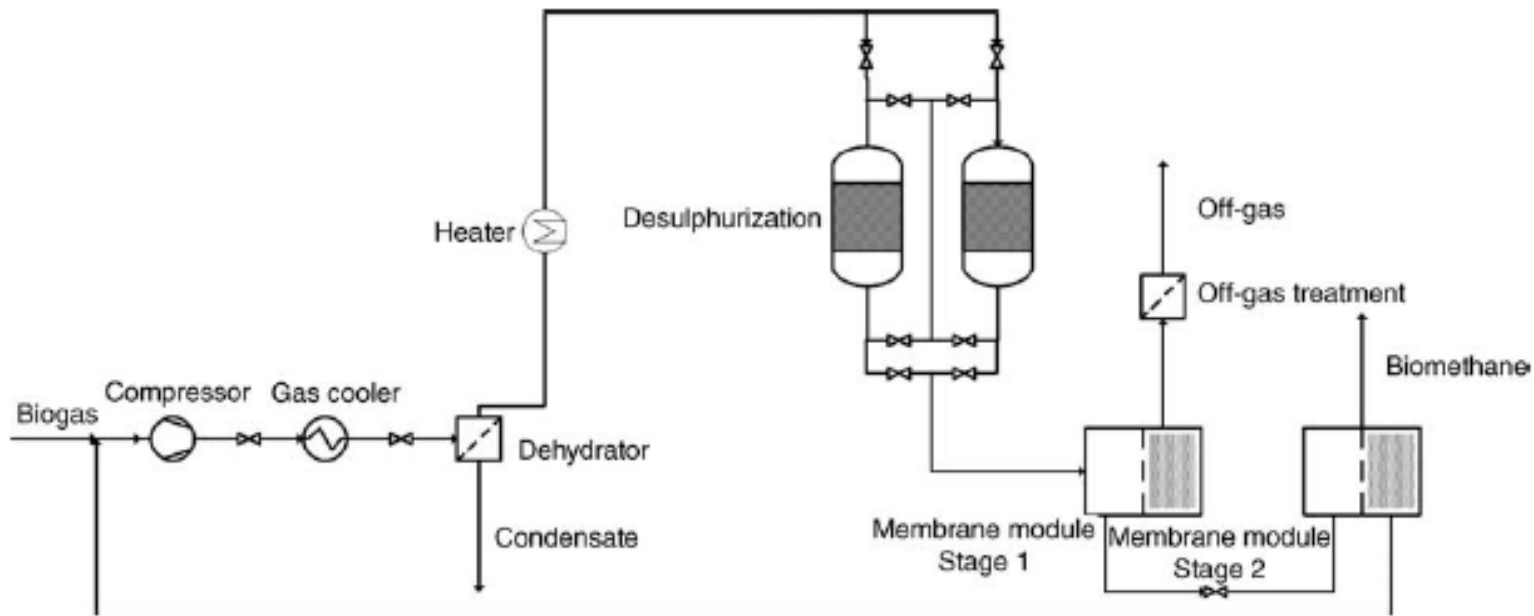 Off-gas
Desulphurization
Heater
Off-gas treatment
Biomethane
Compressor
Gas cooler
Biogas
Dehydrator
Condensate
Membrane module
Stage 1
Membrane module
Stage 2